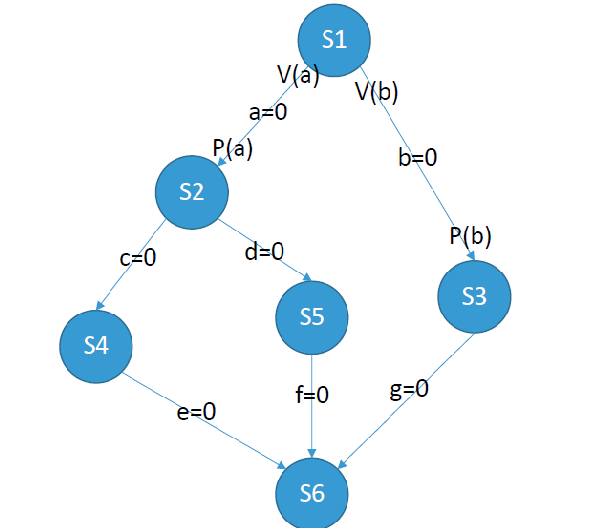 S1
V(a)
V(b)
a=0
P(a)
b=0
S2
P(b)
c=0
d=0
S3
S5
S4
f=0
g=0
e=0
S6